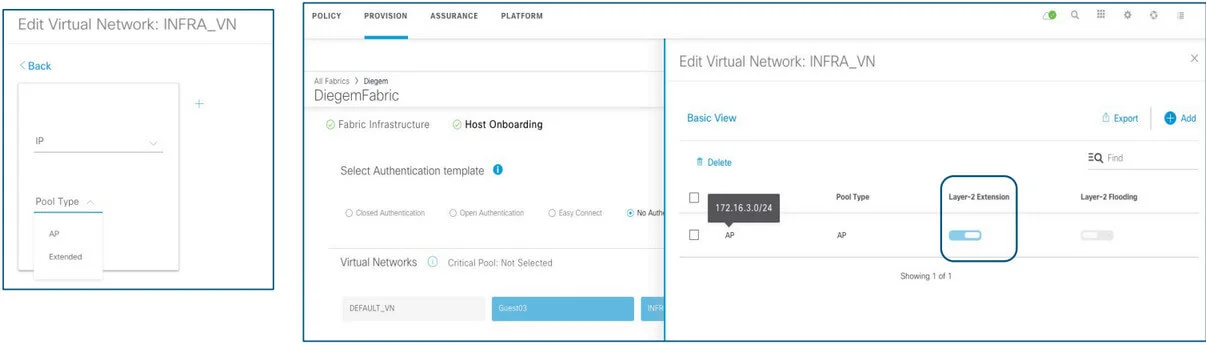 Edit Virtual Network: INFRA_VN
< Back
+
IP
Pool Type
AP
Extended
POLICY PROVISION ASSURANCE PLATFORM
All Fabrics > Diegem
DiegemFabric
Fabric Infrastructure Host Onboarding
Select Authentication template i
Closed Authentication Open Authentication Easy Connect No Authe
Virtual Networks i Critical Pool: Not Selected
DEFAULT_VN Guest03 INFR
Edit Virtual Network: INFRA_VN
Basic View Export Add
Delete Find
172.16.3.0/24 Pool Type Layer-2 Extension Layer-2 Flooding
AP AP
Showing 1 of 1